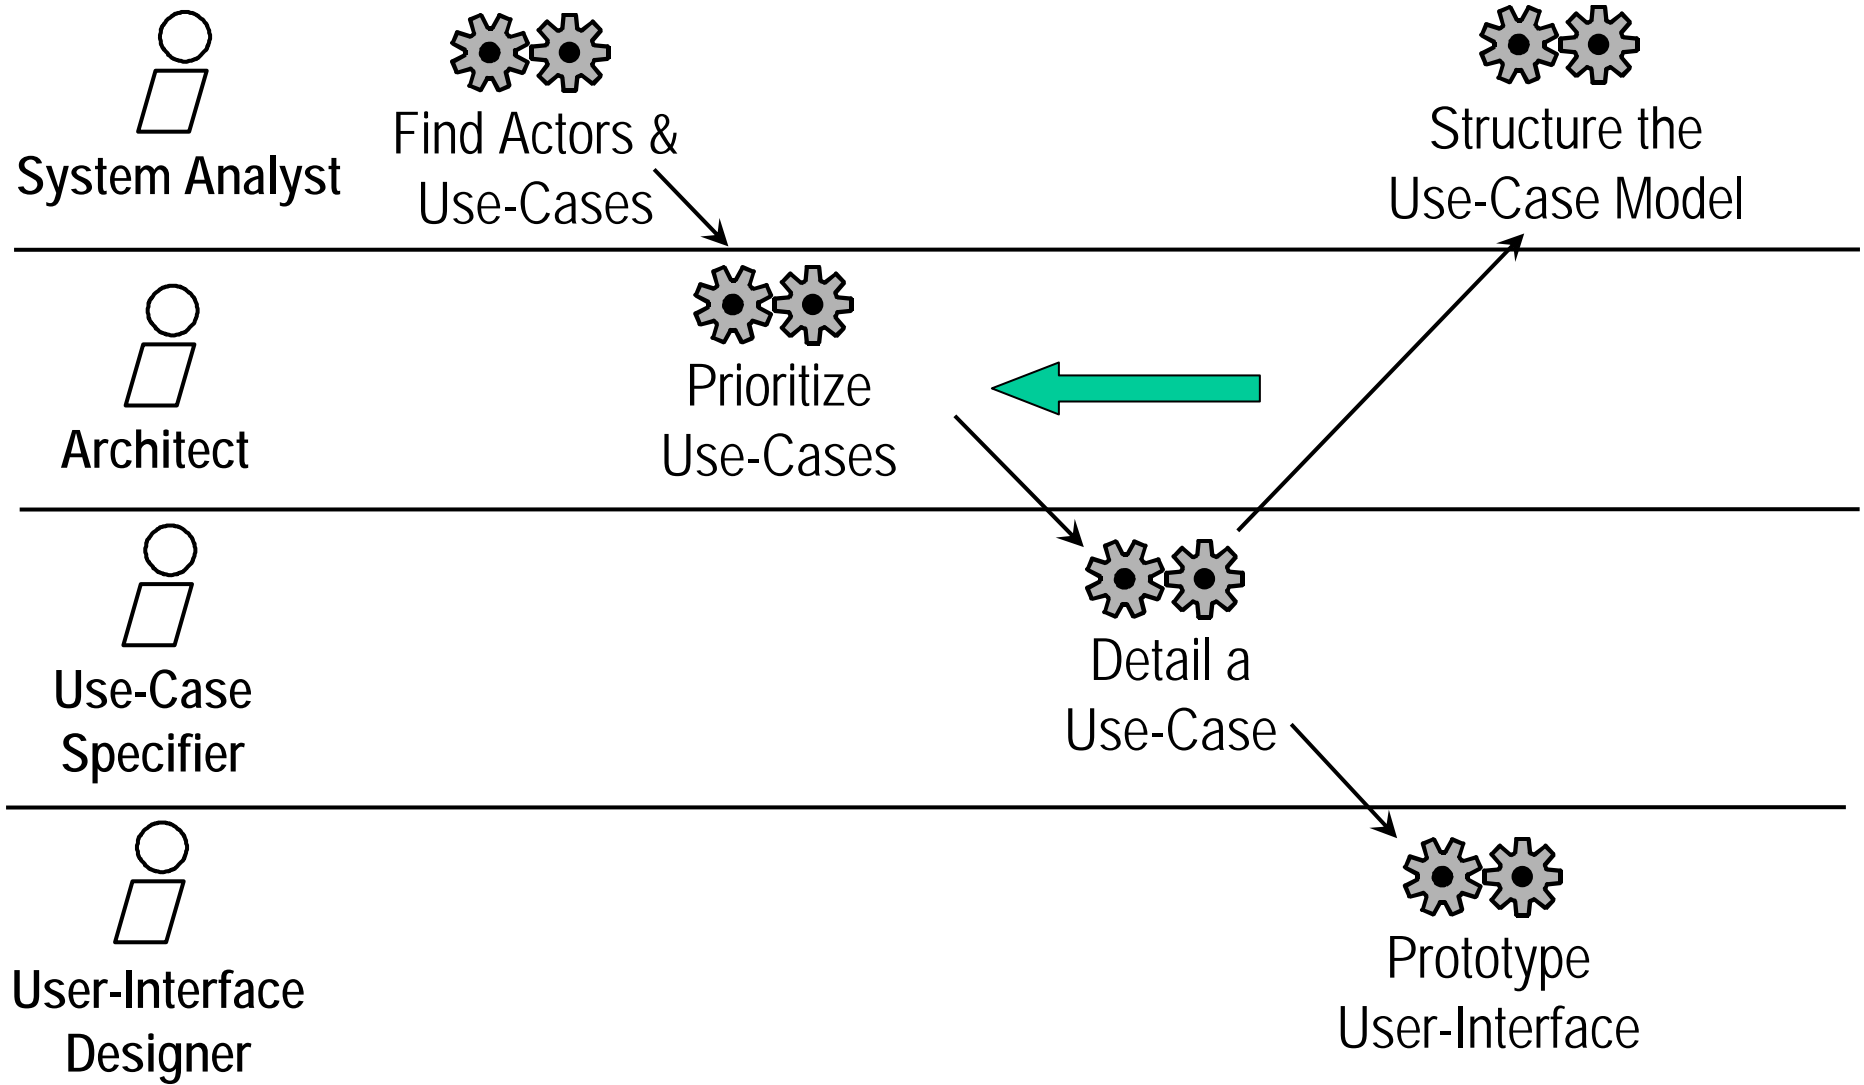 System Analyst
Find Actors &
Use-Cases
Structure the
Use-Case Model
Architect
Prioritize
Use-Cases
Use-Case
Specifier
Detail a
Use-Case
User-Interface
Designer
Prototype
User-Interface